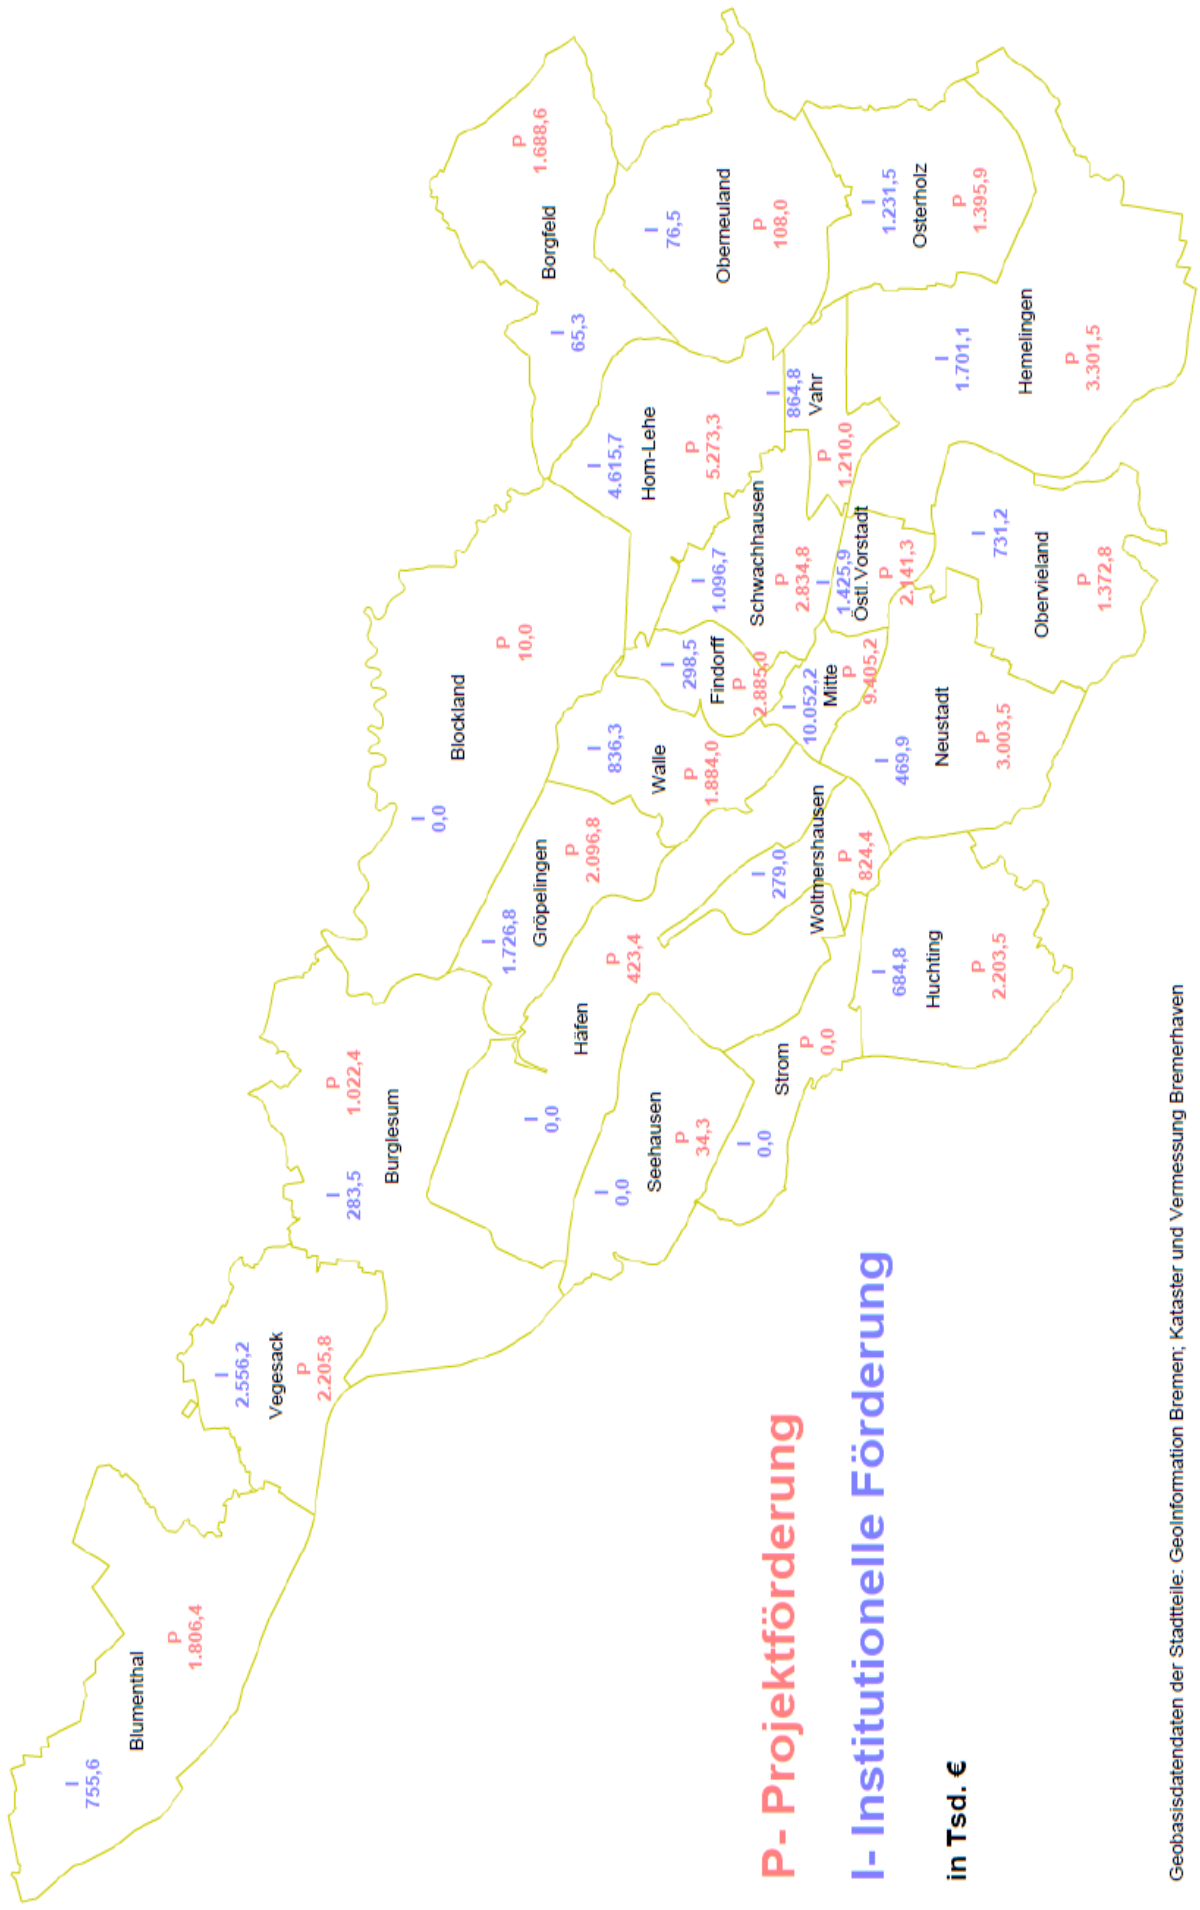 Blumenthal
I
755,6
P
1.806,4
I
2.556,2
Vegesack
P
2.205,8
I
283,5
P
1.022,4
Burglesum
I
0,0
Blockland
P
10,0
I
1.726,8
Gröpelingen
P
2.096,8
I
0,0
Häfen
P
423,4
I
0,0
Seehausen
P
34,3
I
0,0
Strom
P
0,0
I
836,3
Walle
P
1.884,0
I
298,5
Findorff
P
2.885,0
I
279,0
Woltmershausen
P
824,4
I
684,8
Huchting
P
2.203,5
I
10.052,2
Mitte
P
9.405,2
I
469,9
Neustadt
P
3.003,5
I
1.096,7
Schwachhausen
P
2.834,8
I
1.425,9
Östl.Vorstadt
P
2.141,3
I
731,2
Obervieland
P
1.372,8
I
4.615,7
Horn-Lehe
P
5.273,3
I
864,8
Vahr
P
1.210,0
I
65,3
Borgfeld
P
1.688,6
I
76,5
Oberneuland
P
108,0
I
1.231,5
Osterholz
P
1.395,9
I
1.701,1
Hemelingen
P
3.301,5
P- Projektförderung
I- Institutionelle Förderung
in Tsd. €
Geobasisdatendaten der Stadtteile: GeoInformation Bremen; Kataster und Vermessung Bremerhaven